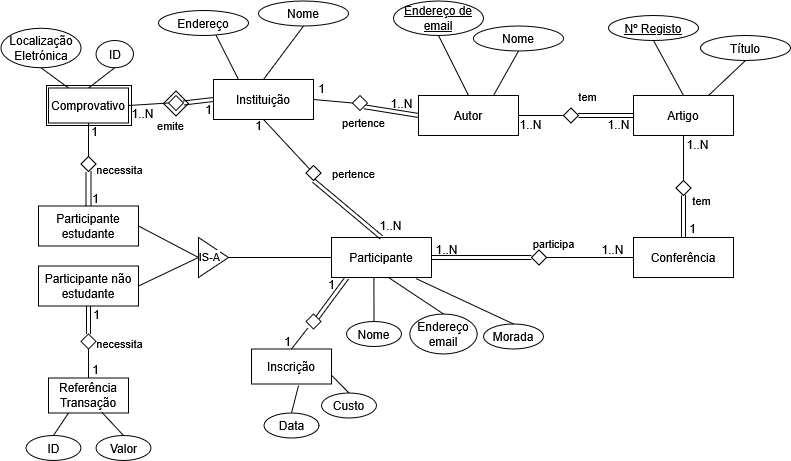 Endereço
Nome
Endereço de
email
Nome
Nº Registo
Título
Localização
Eletrónica
ID
Comprovativo
1..N
emite
1
Instituição
1
pertence
1..N
Autor
1..N
tem
1..N
Artigo
1
necessita
1
1
pertence
1..N
1..N
tem
1
Participante
estudante
IS-A
Participante
1..N
participa
1..N
Conferência
Participante não
estudante
1
necessita
1
1
1
Nome
Endereço
email
Morada
Inscrição
Referência
Transação
Data
Custo
ID
Valor